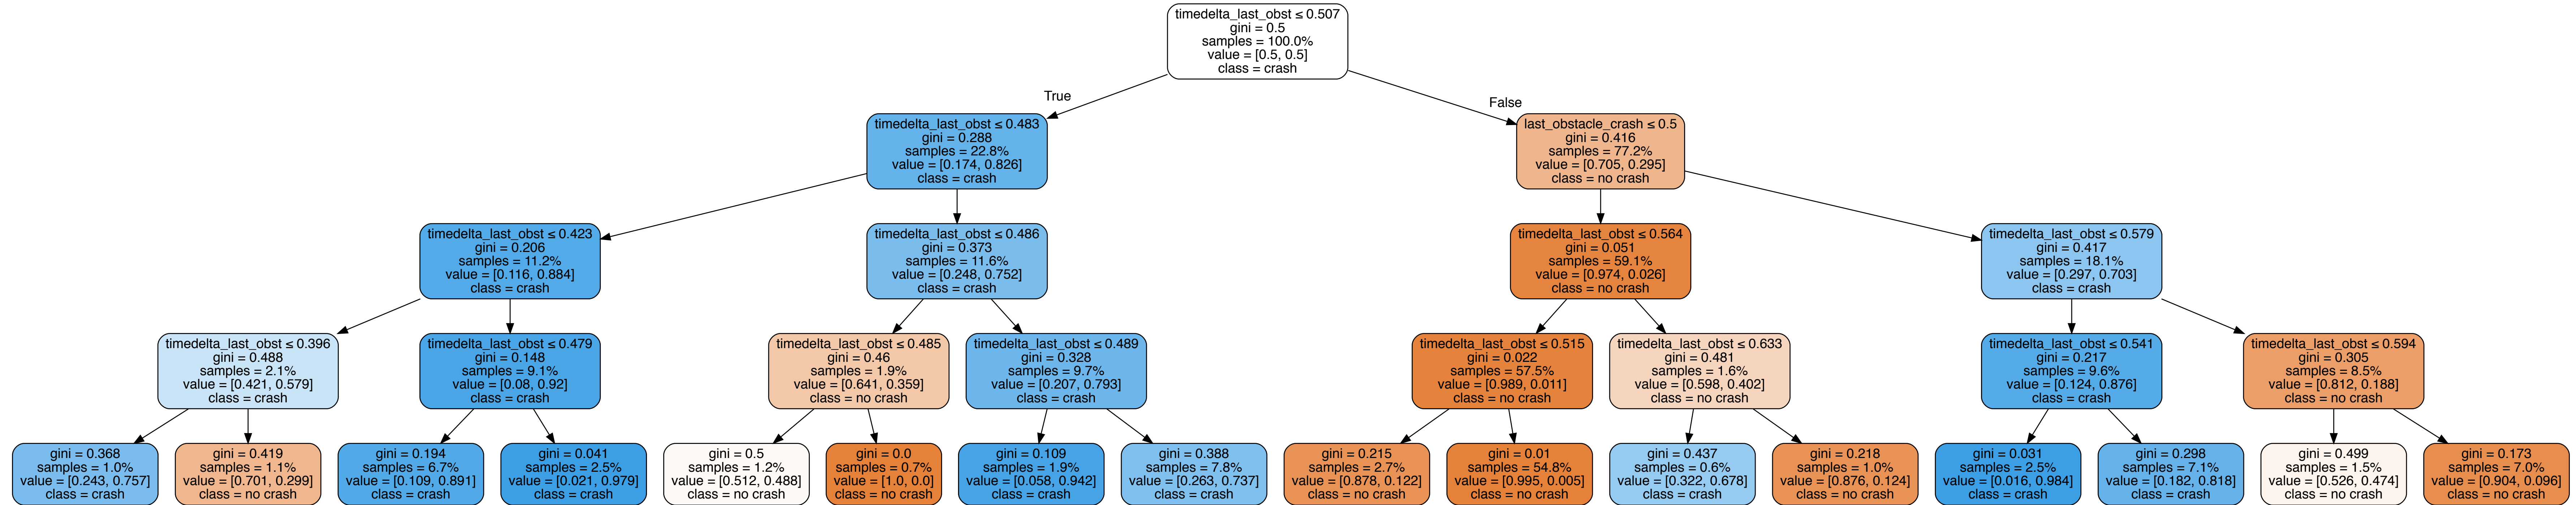 timedelta_last_obst ≤ 0.507
gini = 0.5
samples = 100.0%
value = [0.5, 0.5]
class = crash
True
False
timedelta_last_obst ≤ 0.483
gini = 0.288
samples = 22.8%
value = [0.174, 0.826]
class = crash
last_obstacle_crash ≤ 0.5
gini = 0.416
samples = 77.2%
value = [0.705, 0.295]
class = no crash
timedelta_last_obst ≤ 0.423
gini = 0.206
samples = 11.2%
value = [0.116, 0.884]
class = crash
timedelta_last_obst ≤ 0.486
gini = 0.373
samples = 11.6%
value = [0.248, 0.752]
class = crash
timedelta_last_obst ≤ 0.564
gini = 0.051
samples = 59.1%
value = [0.974, 0.026]
class = no crash
timedelta_last_obst ≤ 0.579
gini = 0.417
samples = 18.1%
value = [0.297, 0.703]
class = crash
timedelta_last_obst ≤ 0.396
gini = 0.488
samples = 2.1%
value = [0.421, 0.579]
class = crash
timedelta_last_obst ≤ 0.479
gini = 0.148
samples = 9.1%
value = [0.08, 0.92]
class = crash
timedelta_last_obst ≤ 0.485
gini = 0.46
samples = 1.9%
value = [0.641, 0.359]
class = no crash
timedelta_last_obst ≤ 0.489
gini = 0.328
samples = 9.7%
value = [0.207, 0.793]
class = crash
timedelta_last_obst ≤ 0.515
gini = 0.022
samples = 57.5%
value = [0.989, 0.011]
class = no crash
timedelta_last_obst ≤ 0.633
gini = 0.481
samples = 1.6%
value = [0.598, 0.402]
class = no crash
timedelta_last_obst ≤ 0.541
gini = 0.217
samples = 9.6%
value = [0.124, 0.876]
class = crash
timedelta_last_obst ≤ 0.594
gini = 0.305
samples = 8.5%
value = [0.812, 0.188]
class = no crash
gini = 0.368
samples = 1.0%
value = [0.243, 0.757]
class = crash
gini = 0.419
samples = 1.1%
value = [0.701, 0.299]
class = no crash
gini = 0.194
samples = 6.7%
value = [0.109, 0.891]
class = crash
gini = 0.041
samples = 2.5%
value = [0.021, 0.979]
class = crash
gini = 0.5
samples = 1.2%
value = [0.512, 0.488]
class = no crash
gini = 0.0
samples = 0.7%
value = [1.0, 0.0]
class = no crash
gini = 0.109
samples = 1.9%
value = [0.058, 0.942]
class = crash
gini = 0.388
samples = 7.8%
value = [0.263, 0.737]
class = crash
gini = 0.215
samples = 2.7%
value = [0.878, 0.122]
class = no crash
gini = 0.01
samples = 54.8%
value = [0.995, 0.005]
class = no crash
gini = 0.437
samples = 0.6%
value = [0.322, 0.678]
class = crash
gini = 0.218
samples = 1.0%
value = [0.876, 0.124]
class = no crash
gini = 0.031
samples = 2.5%
value = [0.016, 0.984]
class = crash
gini = 0.298
samples = 7.1%
value = [0.182, 0.818]
class = crash
gini = 0.499
samples = 1.5%
value = [0.526, 0.474]
class = no crash
gini = 0.173
samples = 7.0%
value = [0.904, 0.096]
class = no crash